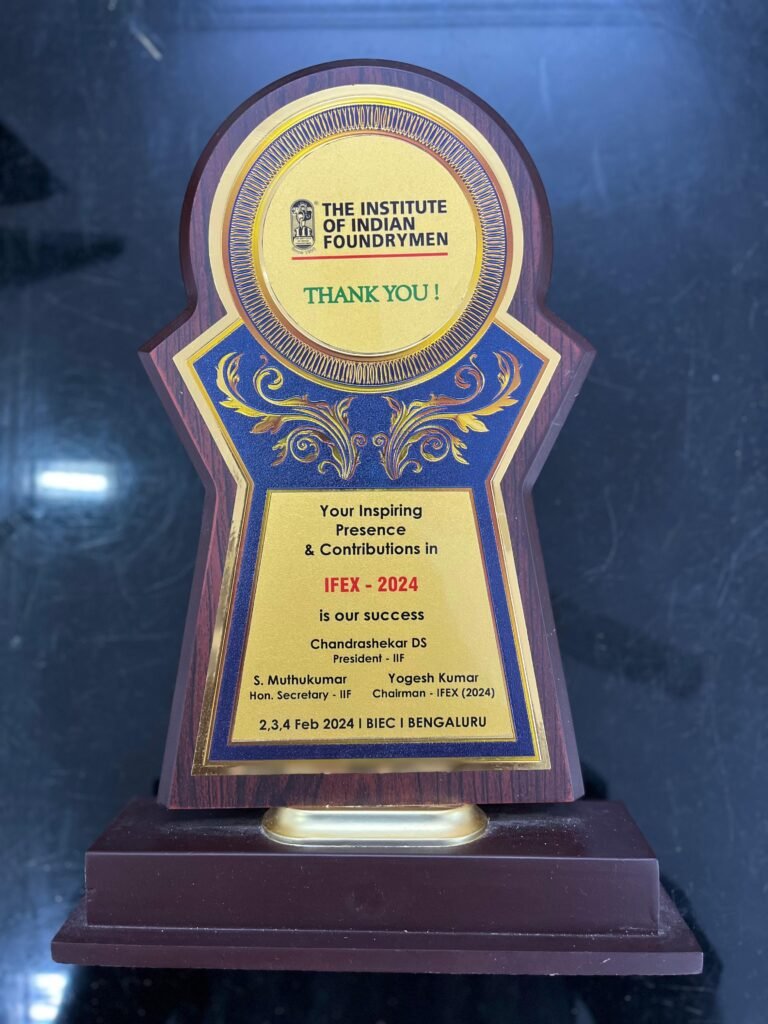 THE INSTITUTE
OF INDIAN
FOUNDRYMEN
THANK YOU !
Your Inspiring
Presence
& Contributions in
IFEX - 2024
is our success
Chandrashekar DS
President - IIF
S. Muthukumar Yogesh Kumar
Hon. Secretary - IIF Chairman - IFEX (2024)
2,3,4 Feb 2024 I BIEC I BENGALURU